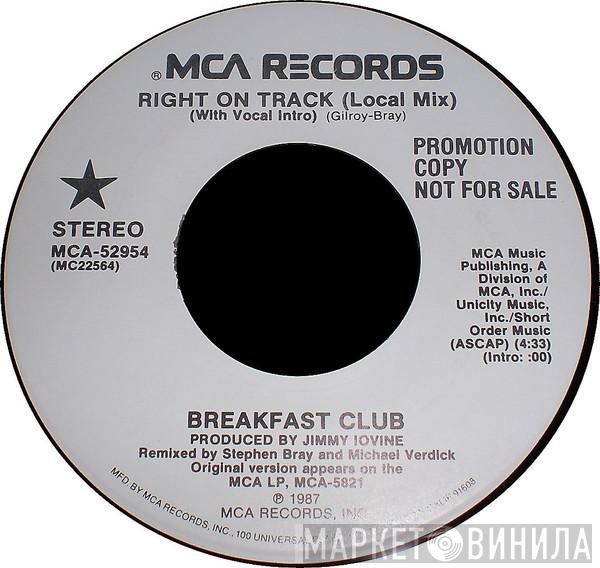 ® MCA RECORDS
RIGHT ON TRACK (Local Mix)
(With Vocal Intro) (Gilroy-Bray)
PROMOTION
COPY
NOT FOR SALE
STEREO
MCA-52954
(MC22564)
MCA Music
Publishing, A
Division of
MCA, Inc./
Unicity Music,
Inc./Short
Order Music
(ASCAP) (4:33)
(Intro: :00)
BREAKFAST CLUB
PRODUCED BY JIMMY IOVINE
Remixed by Stephen Bray and Michael Verdick
Original version appears on the
MCA LP, MCA-5821
℗ 1987
MCA RECORDS, INC.
MFD BY MCA RECORDS, INC., 100 UNIVERSAL 91608
МАРКЕТ ВИНИЛА